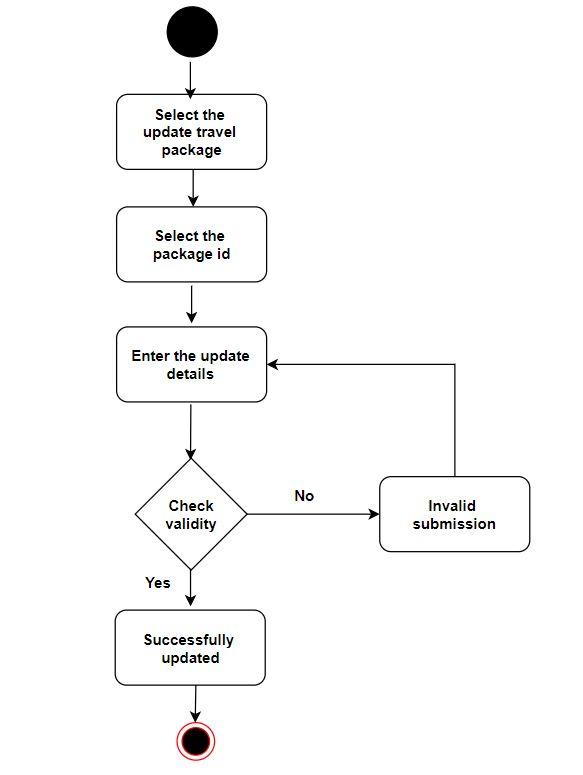 Select the
update travel
package
Select the
package id
Enter the update
details
Check
validity
No
Invalid
submission
Yes
Successfully
updated